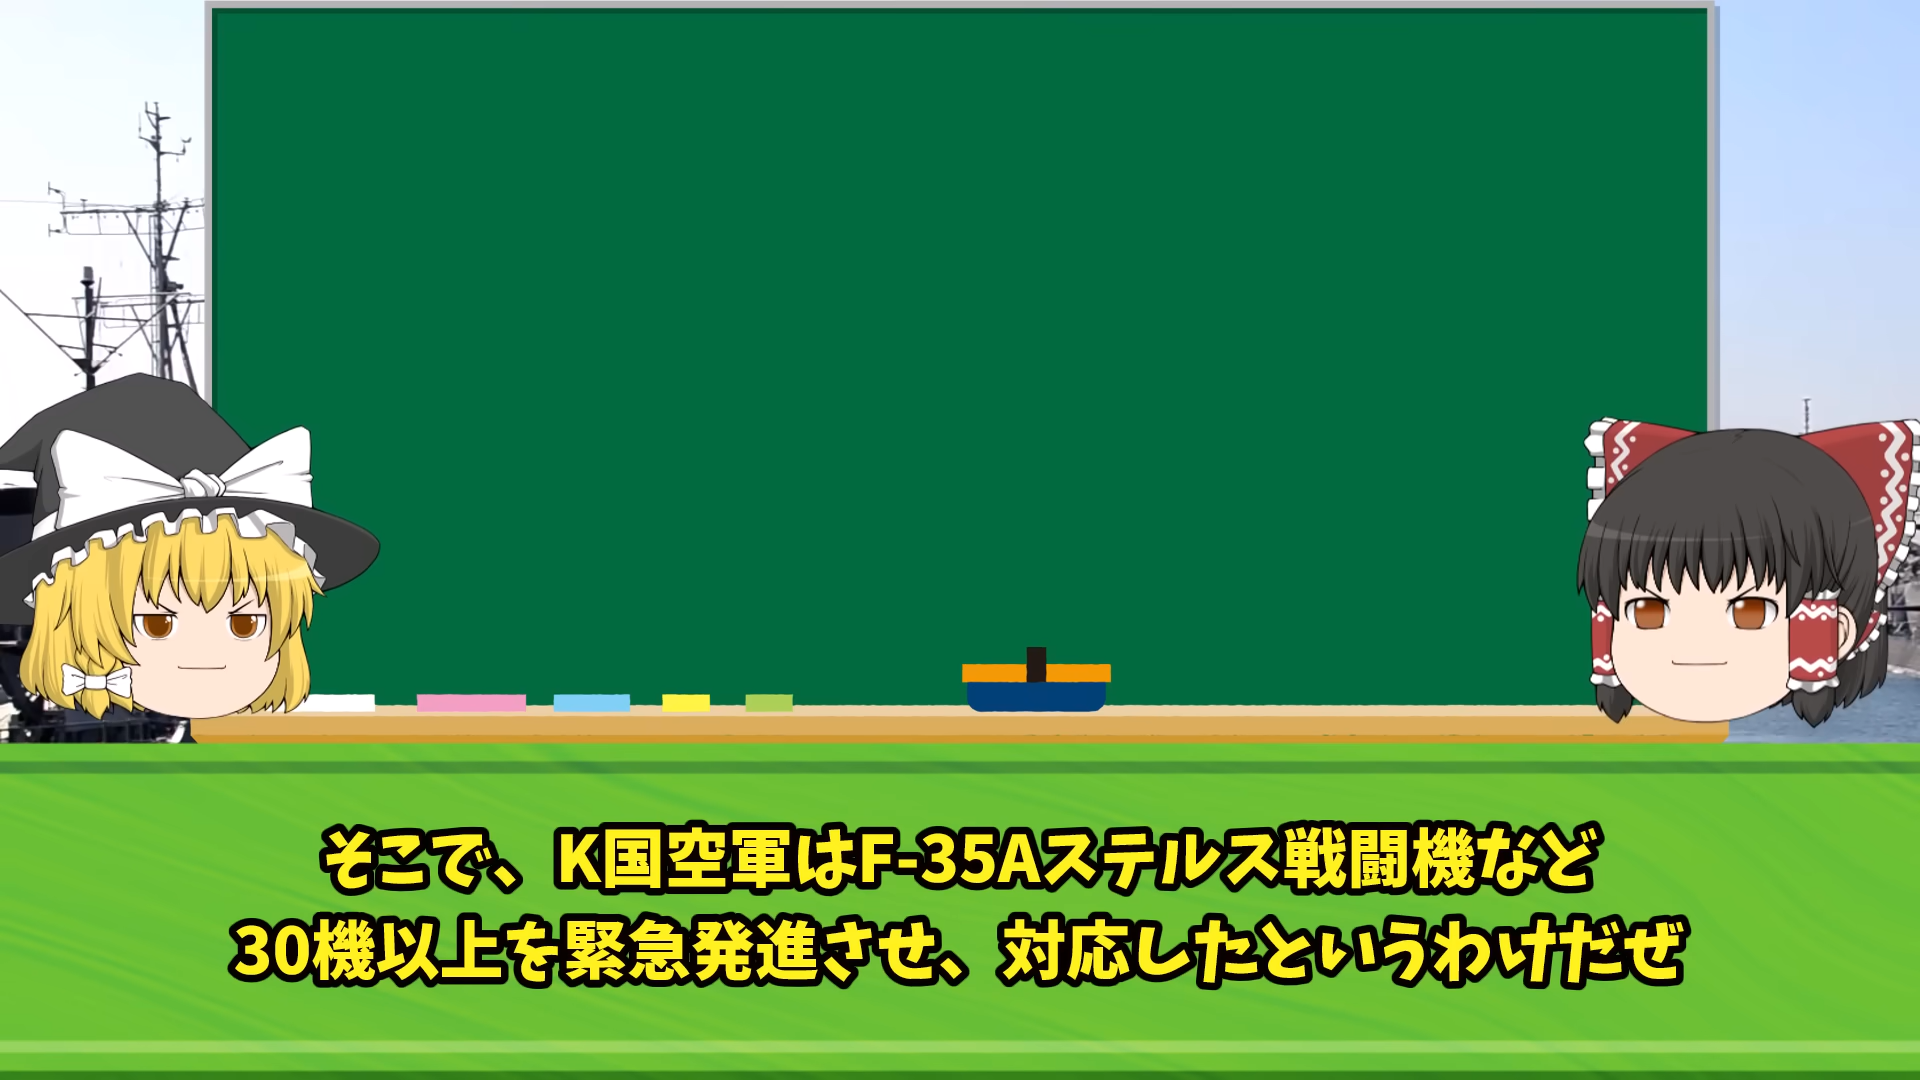 そこで、K国空軍はF-35Aステルス戦闘機など
30機以上を緊急発進させ、対応したというわけだぜ